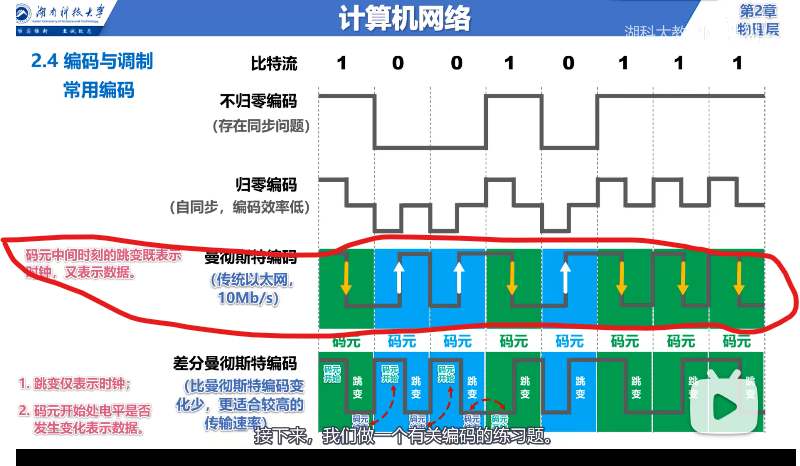 湖南科技大学
计算机网络
第2章
物理层
湖科大教
2.4 编码与调制
常用编码
比特流 1 0 0 1 0 1 1 1
不归零编码
(存在同步问题)
归零编码
(自同步，编码效率低)
码元中间时刻的跳变既表示
时钟，又表示数据。
曼彻斯特编码
(传统以太网，
10Mb/s)
码元 码元 码元 码元 码元 码元 码元 码元
差分曼彻斯特编码
(比曼彻斯特编码变
化少，更适合较高的
传输速率)
1. 跳变仅表示时钟；
2. 码元开始处电平是否
发生变化表示数据。
码元开始 跳变 码元开始 跳变 码元开始 跳变 跳变 跳变 跳变 跳变
接下来，我们做一个有关编码的练习题。